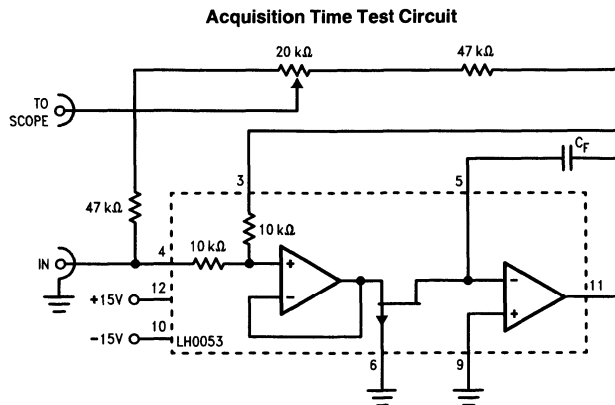 Acquisition Time Test Circuit
20 kΩ
47 kΩ
TO
SCOPE
C_F
3
5
47 kΩ
10 kΩ
10 kΩ
IN
4
+
-
-
+
11
+15V
12
-15V
10
LH0053
6
9